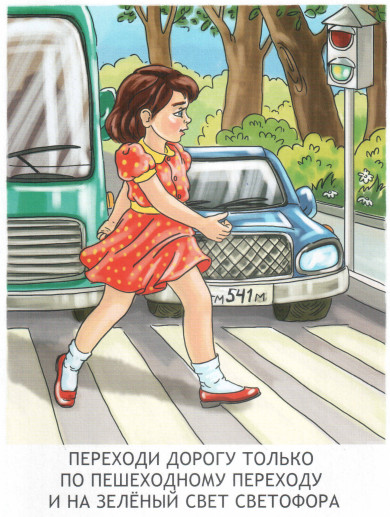 м541м
ПЕРЕХОДИ ДОРОГУ ТОЛЬКО
ПО ПЕШЕХОДНОМУ ПЕРЕХОДУ
И НА ЗЕЛЁНЫЙ СВЕТ СВЕТОФОРА